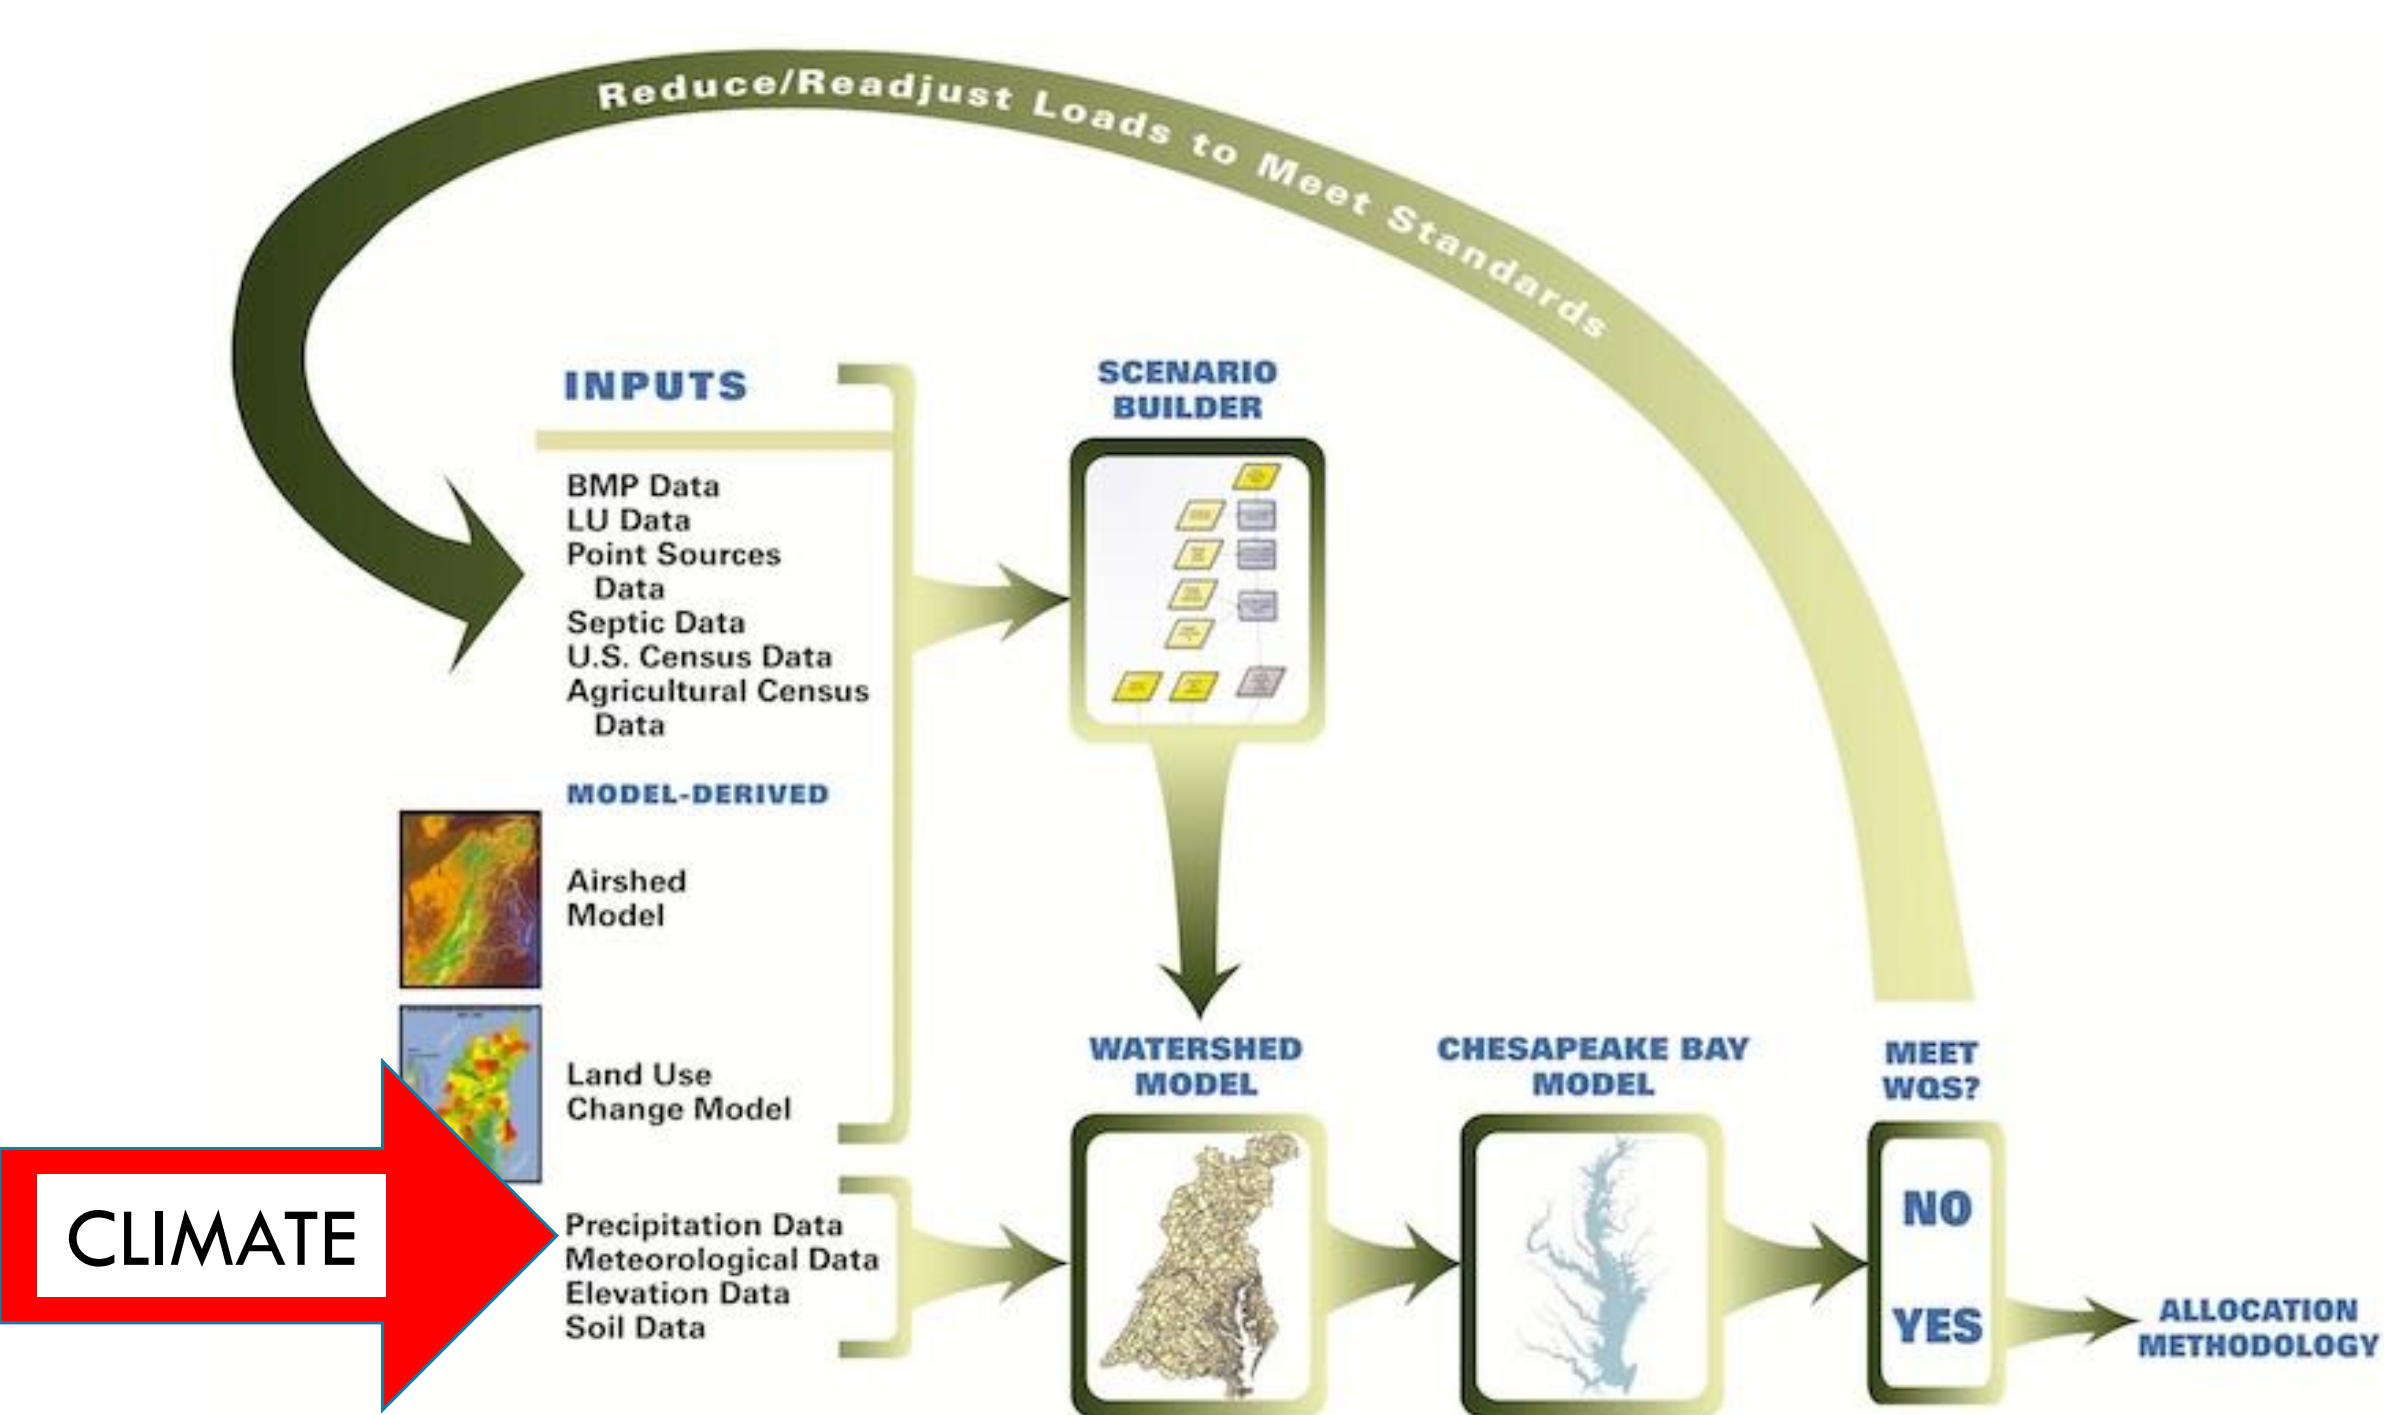 Reduce/Readjust Loads to Meet Standards
INPUTS
BMP Data
LU Data
Point Sources
Data
Septic Data
U.S. Census Data
Agricultural Census
Data
MODEL-DERIVED
Airshed
Model
Land Use
Change Model
CLIMATE
Precipitation Data
Meteorological Data
Elevation Data
Soil Data
SCENARIO
BUILDER
WATERSHED
MODEL
CHESAPEAKE BAY
MODEL
MEET
WQS?
NO
YES
ALLOCATION
METHODOLOGY